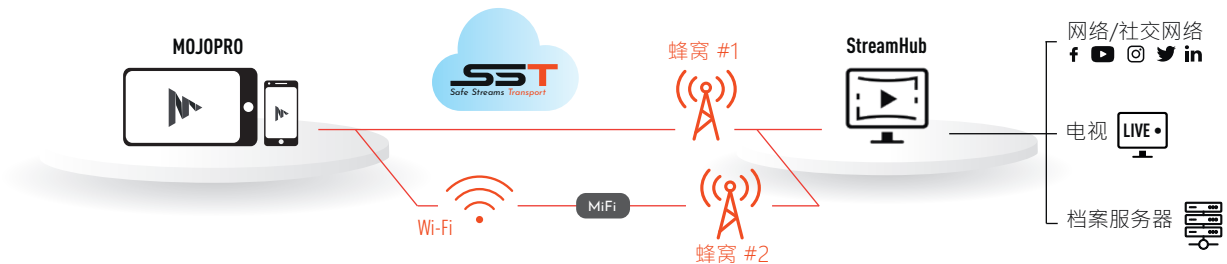 MOJOPRO
SST
Safe Streams Transport
蜂窝 #1
StreamHub
网络/社交网络
f in
电视
LIVE
Wi-Fi
MiFi
蜂窝 #2
档案服务器